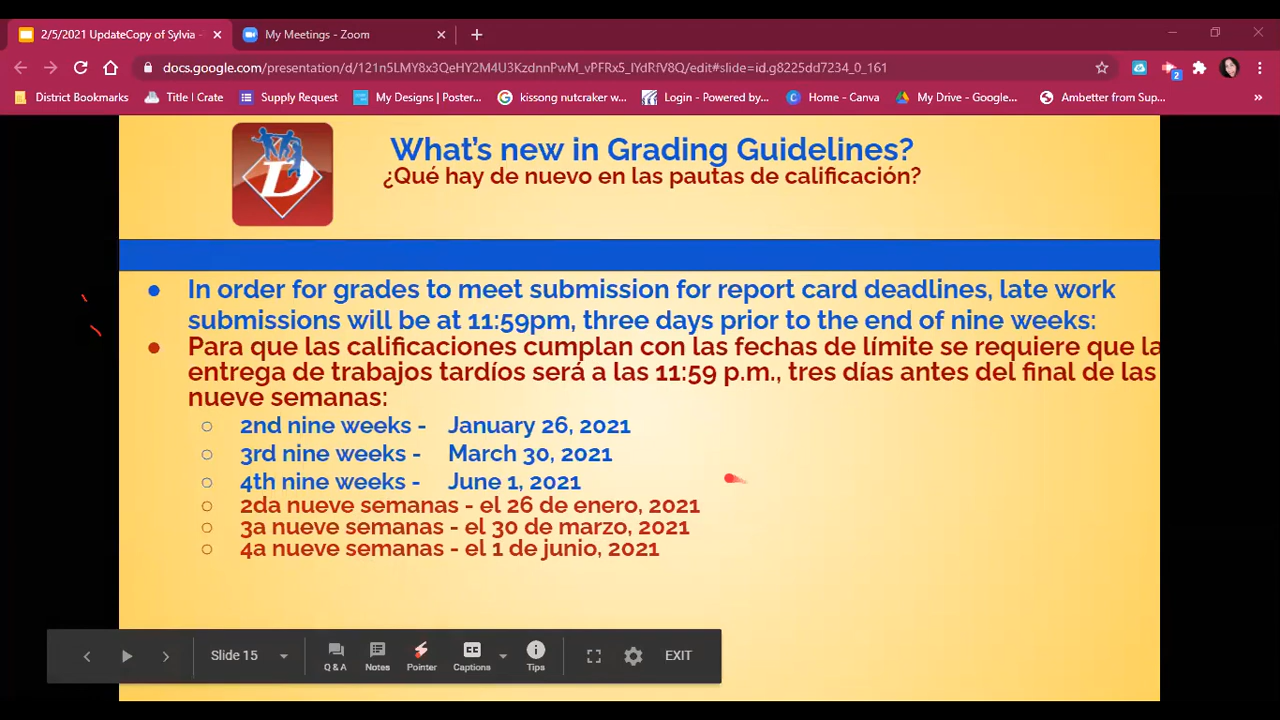 2/5/2021 UpdateCopy of Sylvia -
My Meetings - Zoom
docs.google.com/presentation/d/121n5LMY8x3QeHY2M4U3KzdnnPwM_vPFRx5_lYdRfV8Q/edit#slide=id.g8225dd7234_0_161
2
District Bookmarks
Title I Crate
Supply Request
My Designs | Poster...
kissong nutcraker w...
Login - Powered by...
Home - Canva
My Drive - Google...
Ambetter from Sup...
»
D
What's new in Grading Guidelines?
¿Qué hay de nuevo en las pautas de calificación?
In order for grades to meet submission for report card deadlines, late work
submissions will be at 11:59pm, three days prior to the end of nine weeks:
Para que las calificaciones cumplan con las fechas de límite se requiere que la
entrega de trabajos tardíos será a las 11:59 p.m., tres días antes del final de las
nueve semanas:
2nd nine weeks - January 26, 2021
3rd nine weeks - March 30, 2021
4th nine weeks - June 1, 2021
2da nueve semanas - el 26 de enero, 2021
3a nueve semanas - el 30 de marzo, 2021
4a nueve semanas - el 1 de junio, 2021
Slide 15
Q & A
Notes
Pointer
CC
Captions
Tips
EXIT